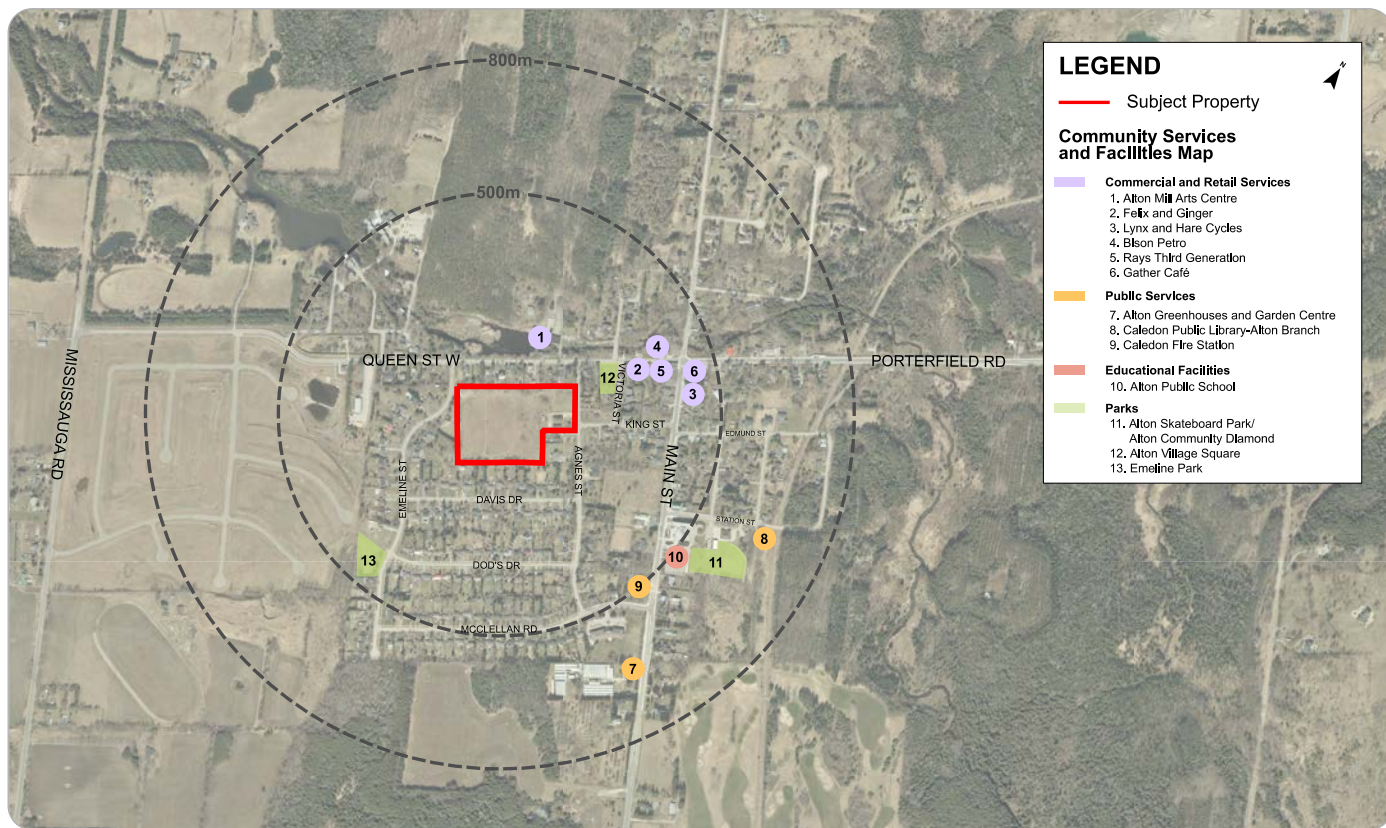 800m
500m
QUEEN ST W
PORTERFIELD RD
MISSISSAUGA RD
VICTORIA ST
KING ST
EDMUND ST
MAIN ST
AGNES ST
EMELINE ST
DAVIS DR
STATION ST
DOD'S DR
MCCLELLAN RD
1
4
2
5
6
3
12
8
10
11
13
9
7
LEGEND
N
Subject Property
Community Services
and Facilities Map
Commercial and Retail Services
1. Alton Mill Arts Centre
2. Felix and Ginger
3. Lynx and Hare Cycles
4. Bison Petro
5. Rays Third Generation
6. Gather Café
Public Services
7. Alton Greenhouses and Garden Centre
8. Caledon Public Library-Alton Branch
9. Caledon Fire Station
Educational Facilities
10. Alton Public School
Parks
11. Alton Skateboard Park/
Alton Community Diamond
12. Alton Village Square
13. Emeline Park